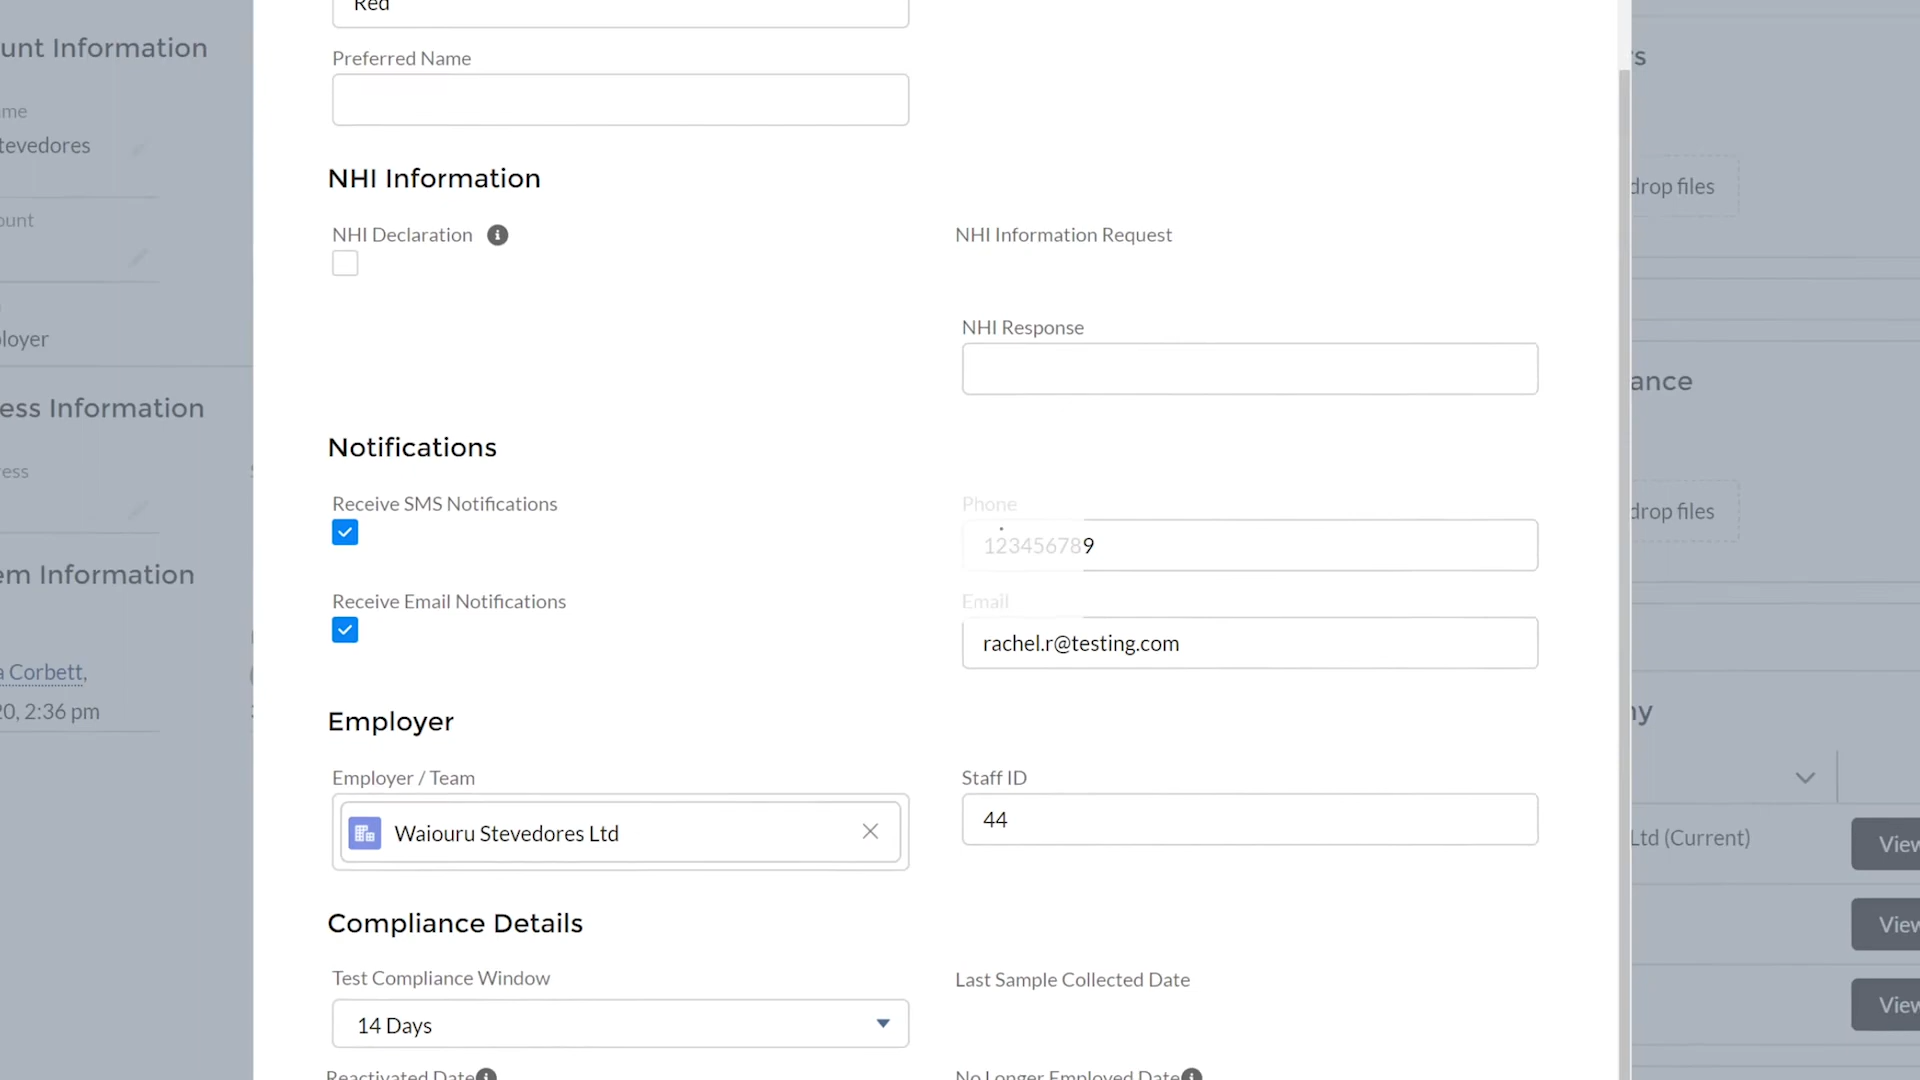 Red
unt Information
Preferred Name
me
tevedores
NHI Information
drop files
ount
NHI Declaration
NHI Information Request
NHI Response
loyer
ance
ess Information
Notifications
ress
Receive SMS Notifications
Phone
drop files
123456789
em Information
Receive Email Notifications
Email
rachel.r@testing.com
a Corbett,
20, 2:36 pm
Employer
ny
Employer / Team
Staff ID
Waiouru Stevedores Ltd
44
Ltd (Current)
View
Compliance Details
View
Test Compliance Window
Last Sample Collected Date
View
14 Days
Reactivated Date
No Longer Employed Date